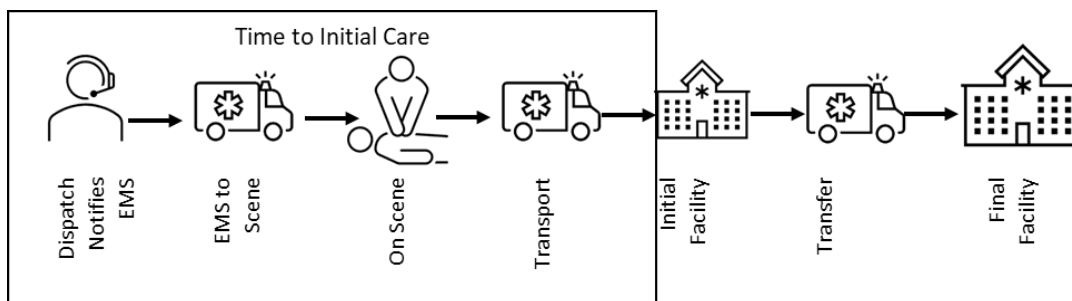 Time to Initial Care
Dispatch
Notifies
EMS
EMS to
Scene
On Scene
Transport
Initial
Facility
Transfer
Final
Facility